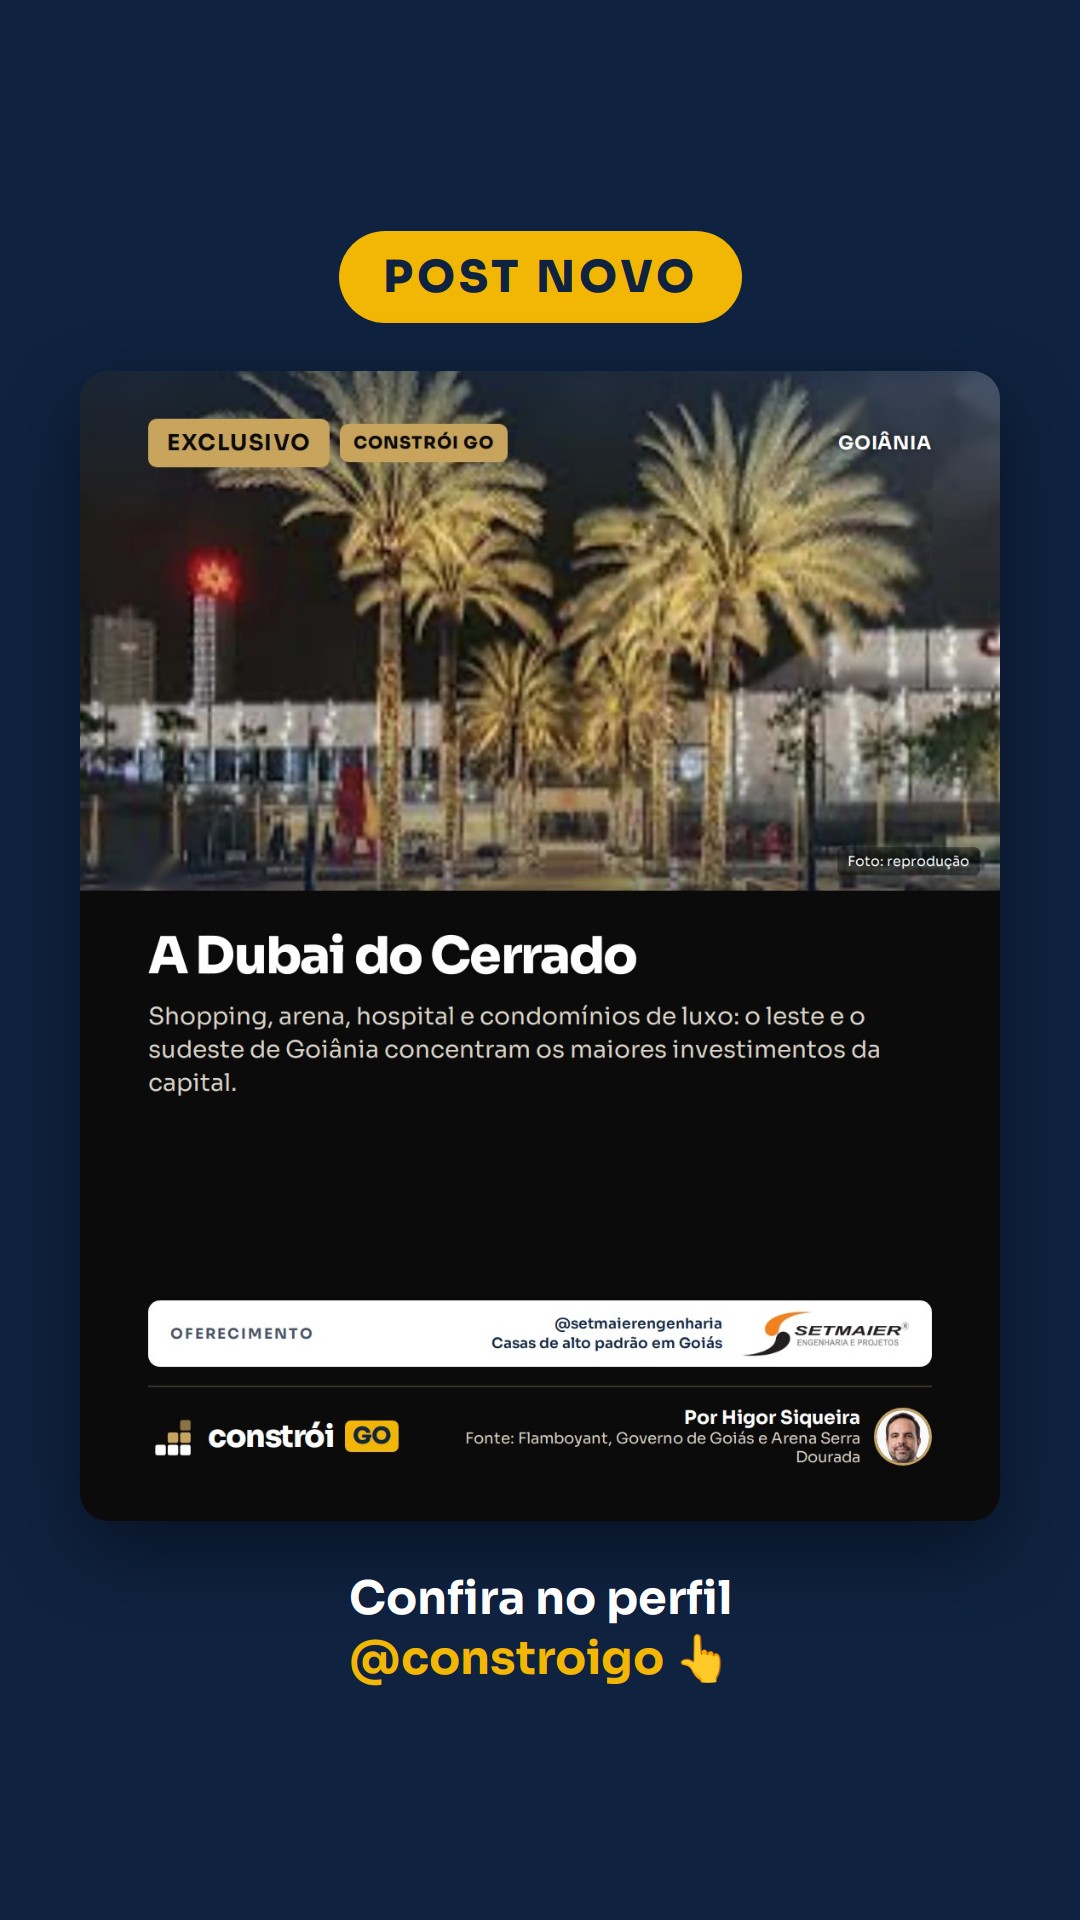 POST NOVO
EXCLUSIVO
CONSTRÓI GO
GOIÂNIA
Foto: reprodução
A Dubai do Cerrado
Shopping, arena, hospital e condomínios de luxo: o leste e o
sudeste de Goiânia concentram os maiores investimentos da
capital.
OFERECIMENTO
@setmaierengenharia
Casas de alto padrão em Goiás
SETMAIER®
ENGENHARIA E PROJETOS
constrói GO
Por Higor Siqueira
Fonte: Flamboyant, Governo de Goiás e Arena Serra
Dourada
Confira no perfil
@constroigo 👆